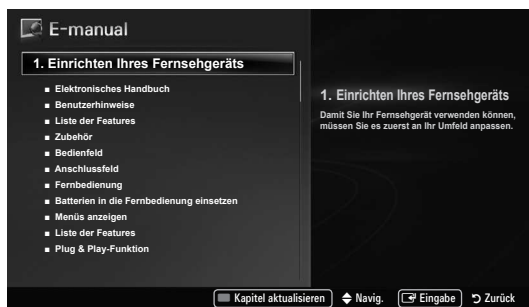 E-manual
1. Einrichten Ihres Fernsehgeräts
■ Elektronisches Handbuch
■ Benutzerhinweise
■ Liste der Features
■ Zubehör
■ Bedienfeld
■ Anschlussfeld
■ Fernbedienung
■ Batterien in die Fernbedienung einsetzen
■ Menüs anzeigen
■ Liste der Features
■ Plug & Play-Funktion
1. Einrichten Ihres Fernsehgeräts
Damit Sie Ihr Fernsehgerät verwenden können,
müssen Sie es zuerst an Ihr Umfeld anpassen.
Kapitel aktualisieren Navig. Eingabe Zurück